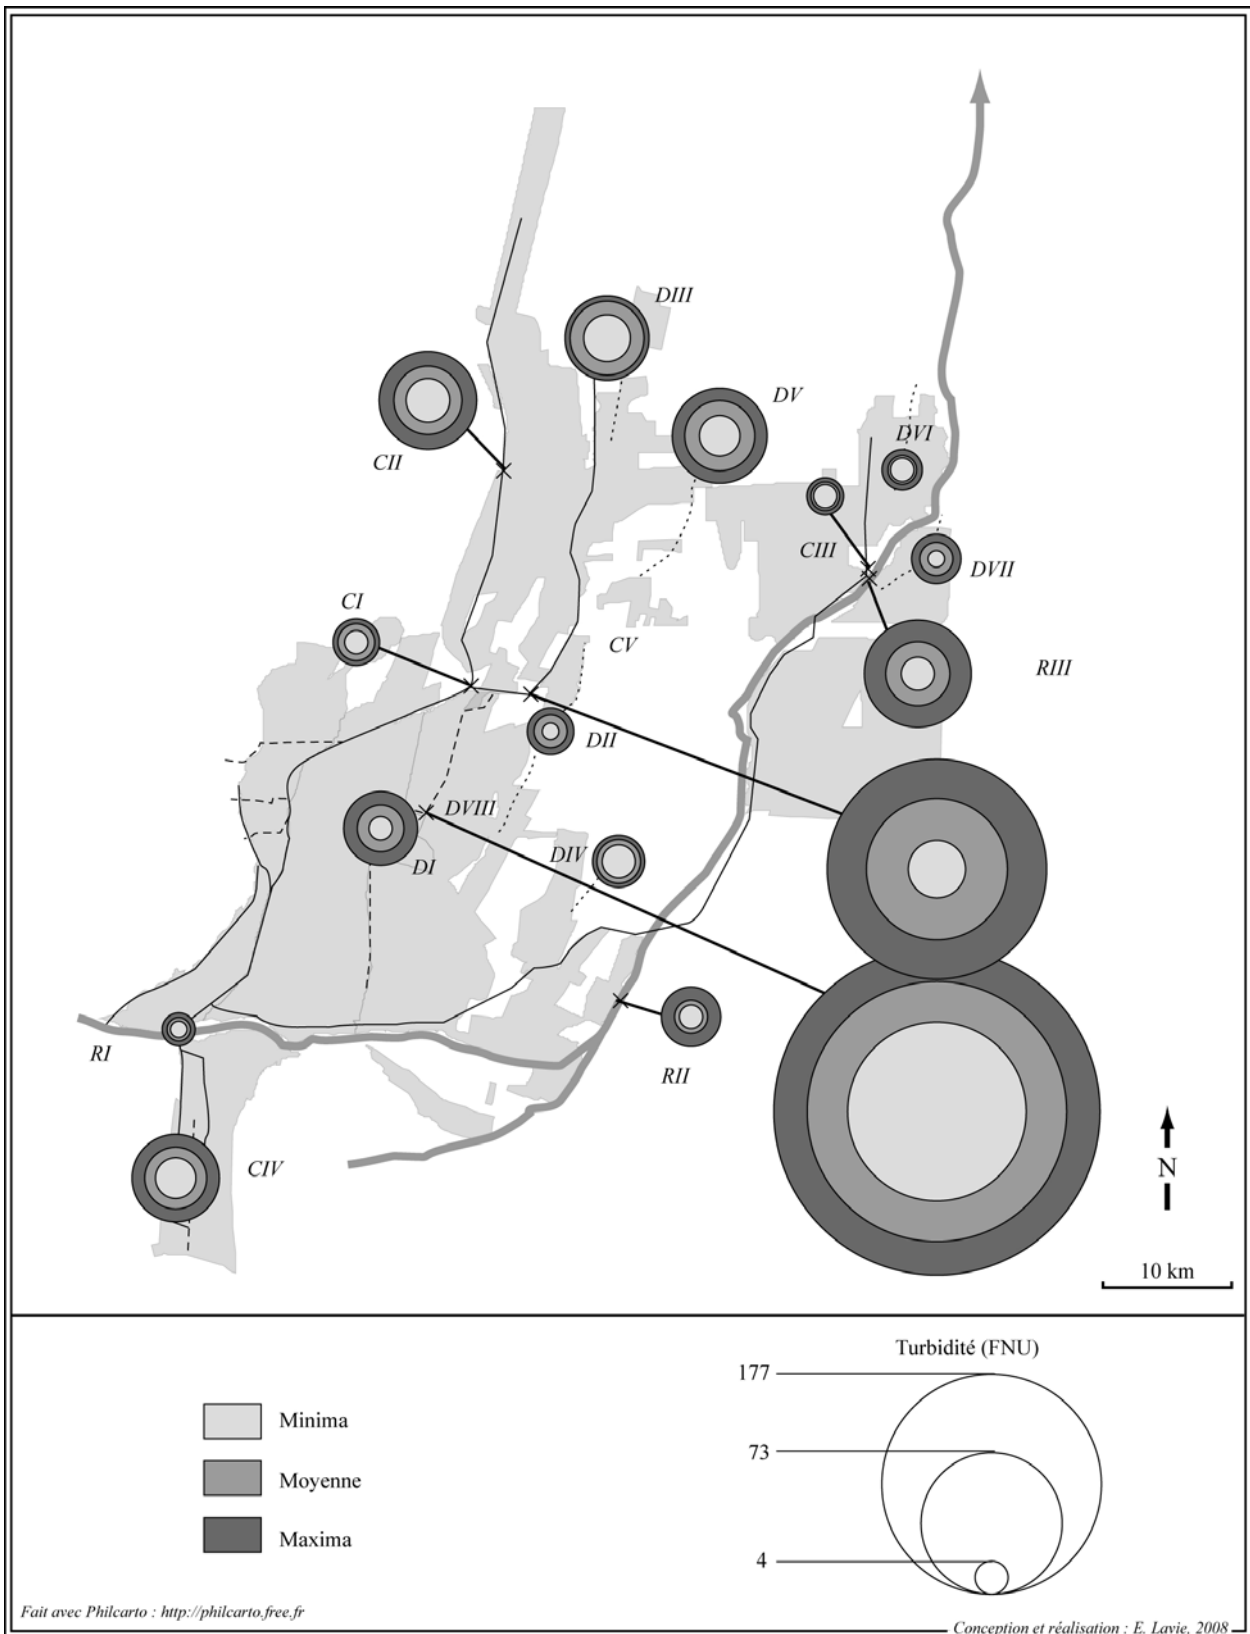 DIII
DV
CII
DVI
CIII
DVII
CI
CV
RIII
DII
DVIII
DIV
DI
RI
RII
CIV
N
10 km
Turbidité (FNU)
177
73
4
Minima
Moyenne
Maxima
Fait avec Philcarto : http://philcarto.free.fr
Conception et réalisation : E. Lavie, 2008